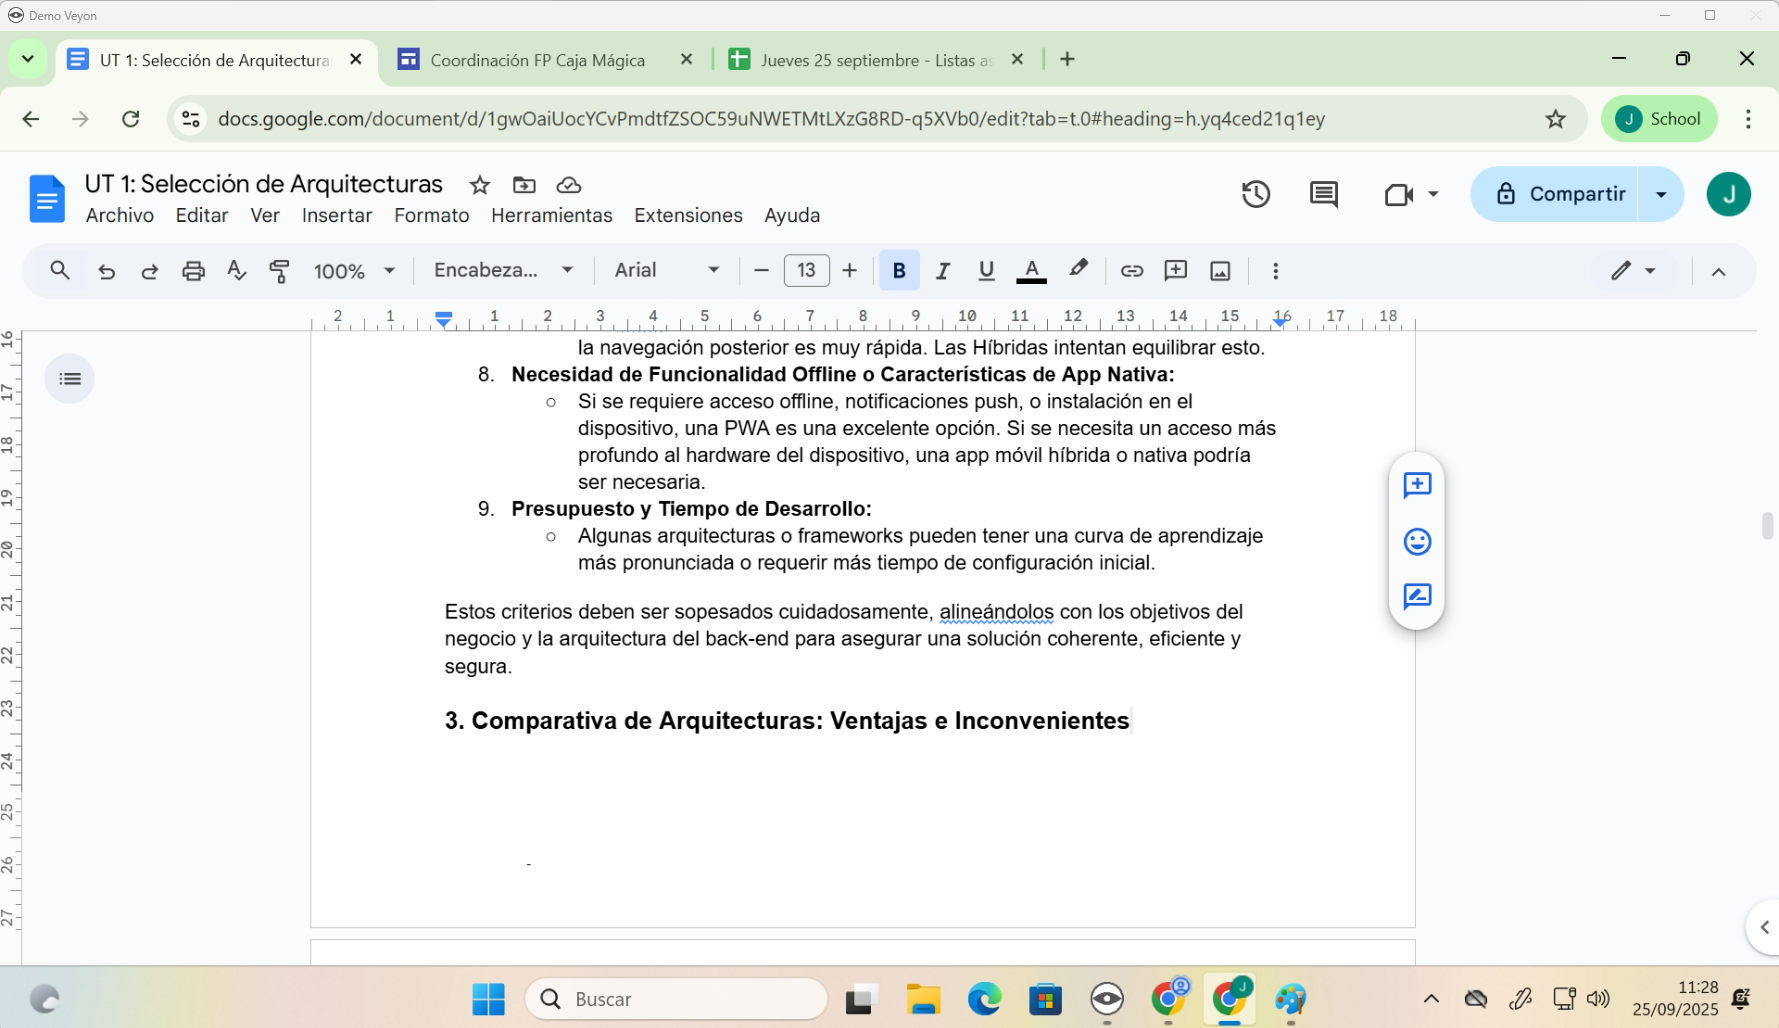 Demo Veyon
UT 1: Selección de Arquitectura
Coordinación FP Caja Mágica
Jueves 25 septiembre - Listas as
docs.google.com/document/d/1gwOaiUocYCvPmdtfZSOC59uNWETMtLXzG8RD-q5XVb0/edit?tab=t.0#heading=h.yq4ced21q1ey
J School
UT 1: Selección de Arquitecturas
Archivo Editar Ver Insertar Formato Herramientas Extensiones Ayuda
Compartir
J
100% Encabeza... Arial 13 B I U A
2 1 1 2 3 4 5 6 7 8 9 10 11 12 13 14 15 16 17 18
16
17
18
19
20
21
22
23
24
25
26
27
la navegación posterior es muy rápida. Las Híbridas intentan equilibrar esto.
8. Necesidad de Funcionalidad Offline o Características de App Nativa:
○ Si se requiere acceso offline, notificaciones push, o instalación en el
dispositivo, una PWA es una excelente opción. Si se necesita un acceso más
profundo al hardware del dispositivo, una app móvil híbrida o nativa podría
ser necesaria.
9. Presupuesto y Tiempo de Desarrollo:
○ Algunas arquitecturas o frameworks pueden tener una curva de aprendizaje
más pronunciada o requerir más tiempo de configuración inicial.
Estos criterios deben ser sopesados cuidadosamente, alineándolos con los objetivos del
negocio y la arquitectura del back-end para asegurar una solución coherente, eficiente y
segura.
3. Comparativa de Arquitecturas: Ventajas e Inconvenientes
-
Buscar
J
11:28
25/09/2025